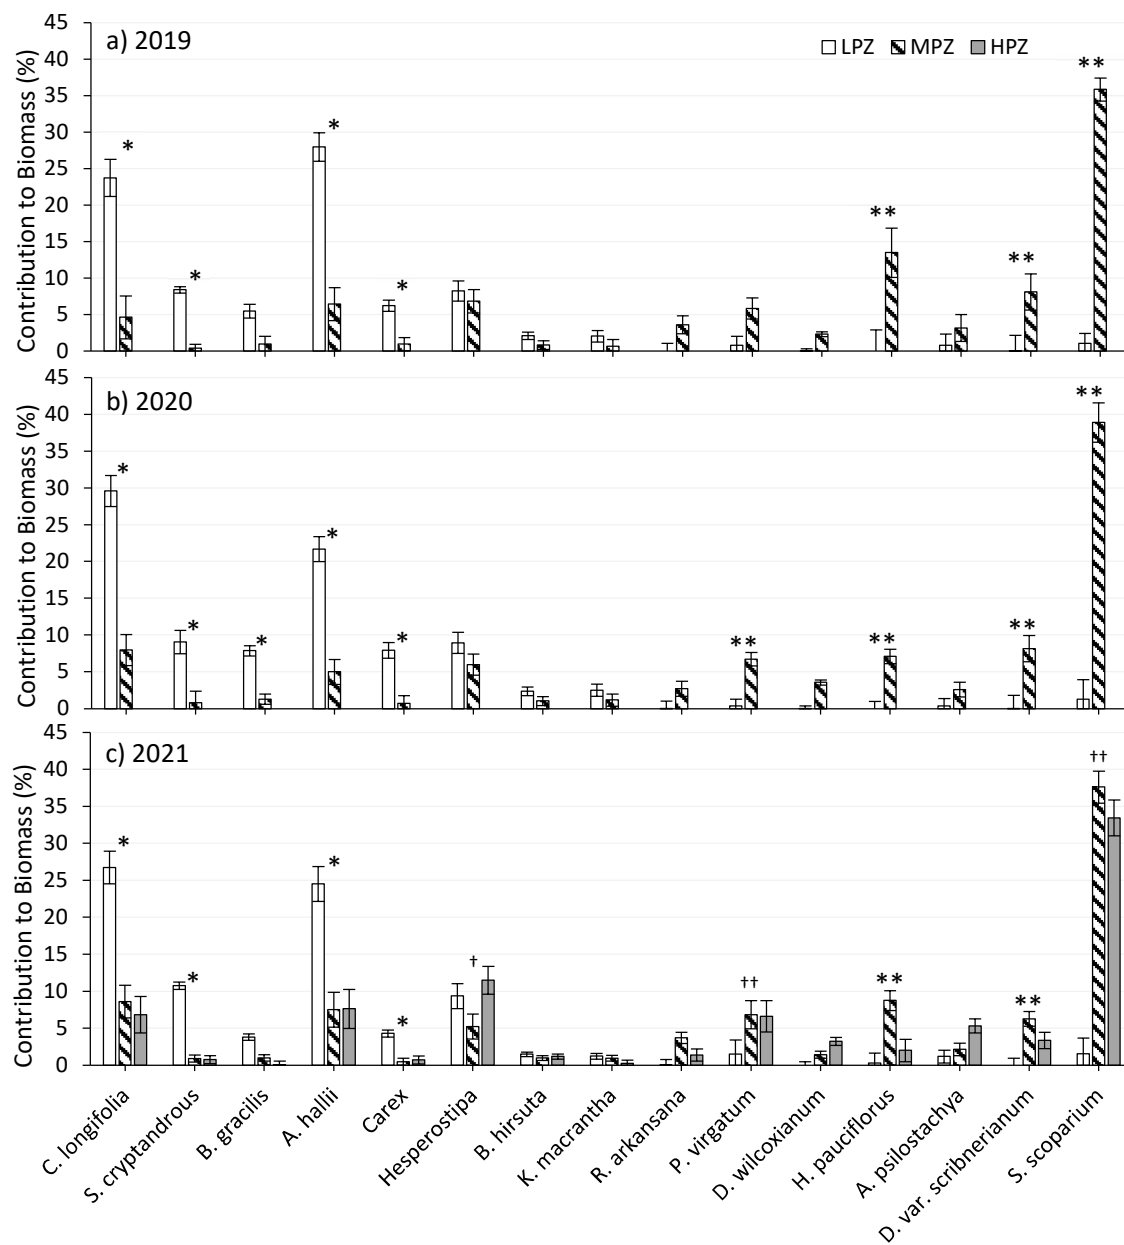 a) 2019
LPZ MPZ HPZ
Contribution to Biomass (%)
45
40
35
30
25
20
15
10
5
0
* * * * * ** ** **
b) 2020
Contribution to Biomass (%)
45
40
35
30
25
20
15
10
5
0
* * * * * ** ** ** **
c) 2021
Contribution to Biomass (%)
45
40
35
30
25
20
15
10
5
0
* * * * † †† ** ** ††
C. longifolia
S. cryptandrous
B. gracilis
A. hallii
Carex
Hesperostipa
B. hirsuta
K. macrantha
R. arkansana
P. virgatum
D. wilcoxianum
H. pauciflorus
A. psilostachya
D. var. scribnerianum
S. scoparium